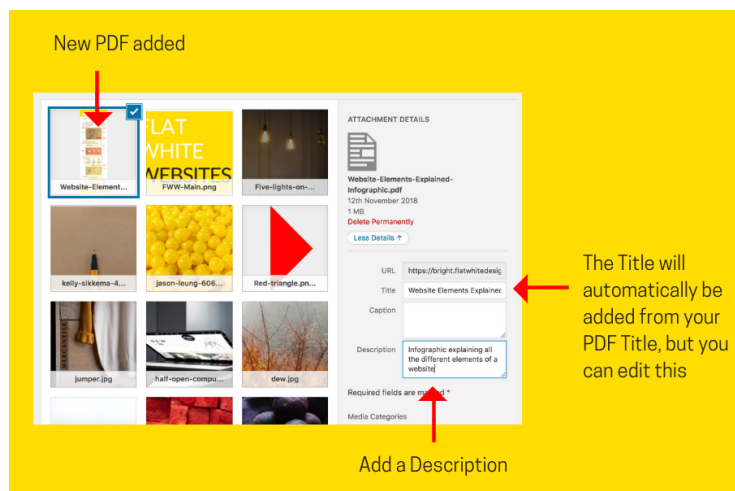 New PDF added
FLAT
WHITE
WEBSITES
Website-Element...
FWW-Main.png
Five-lights-on-...
kelly-sikkema-4...
jason-leung-606...
Red-triangle.pn...
MERCANTILE
jumper.jpg
half-open-compu...
dew.jpg
ATTACHMENT DETAILS
Website-Elements-Explained-
Infographic.pdf
12th November 2018
1 MB
Delete Permanently
Less Details ↑
URL https://bright.flatwhitedesig
Title Website Elements Explained
Caption
Description Infographic explaining all
the different elements of a
website
Required fields are marked *
Media Categories
The Title will
automatically be
added from your
PDF Title, but you
can edit this
Add a Description